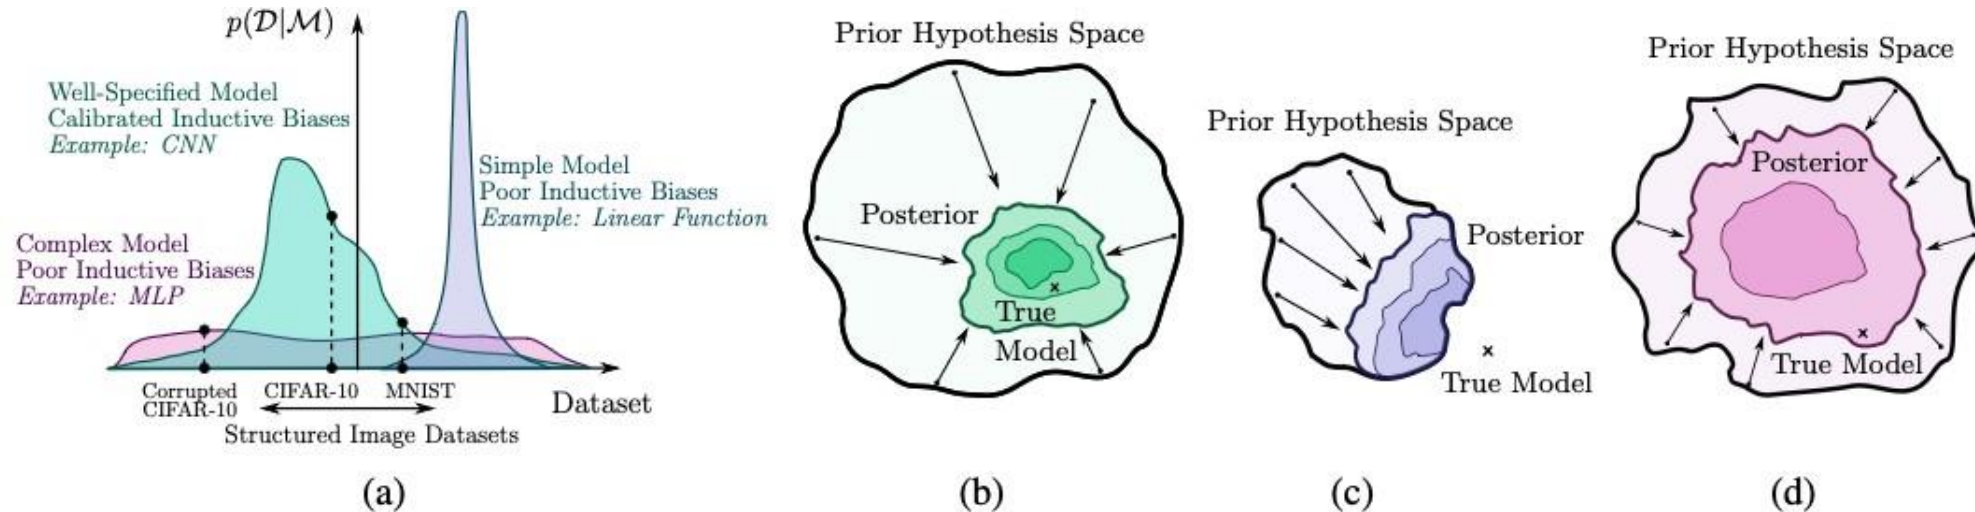 p(𝒟|ℳ)
Well-Specified Model
Calibrated Inductive Biases
Example: CNN
Simple Model
Poor Inductive Biases
Example: Linear Function
Complex Model
Poor Inductive Biases
Example: MLP
Corrupted
CIFAR-10
CIFAR-10
MNIST
Dataset
Structured Image Datasets
(a)
Prior Hypothesis Space
Posterior
True
Model
(b)
Prior Hypothesis Space
Posterior
True Model
(c)
Prior Hypothesis Space
Posterior
True Model
(d)